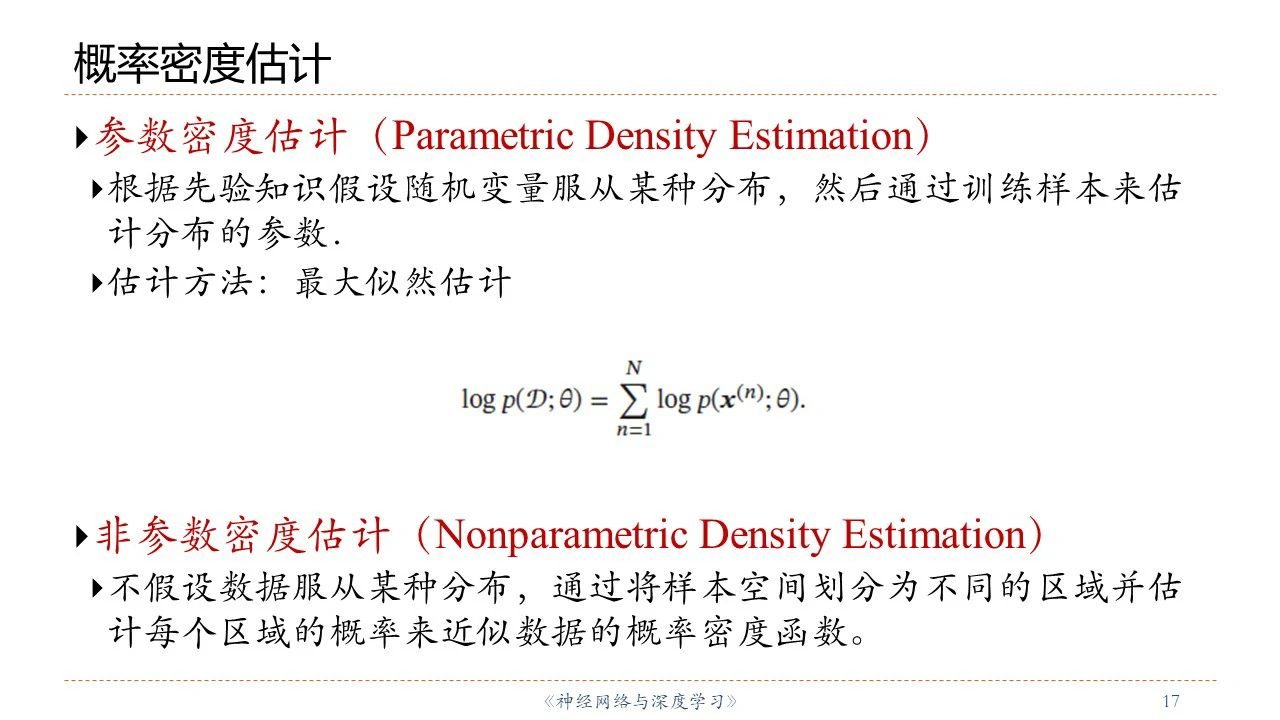 概率密度估计
参数密度估计（Parametric Density Estimation）
根据先验知识假设随机变量服从某种分布，然后通过训练样本来估
计分布的参数.
估计方法：最大似然估计
log p(𝒟; θ) = ∑_{n=1}^{N} log p(x^{(n)}; θ).
非参数密度估计（Nonparametric Density Estimation）
不假设数据服从某种分布，通过将样本空间划分为不同的区域并估
计每个区域的概率来近似数据的概率密度函数。
《神经网络与深度学习》
17